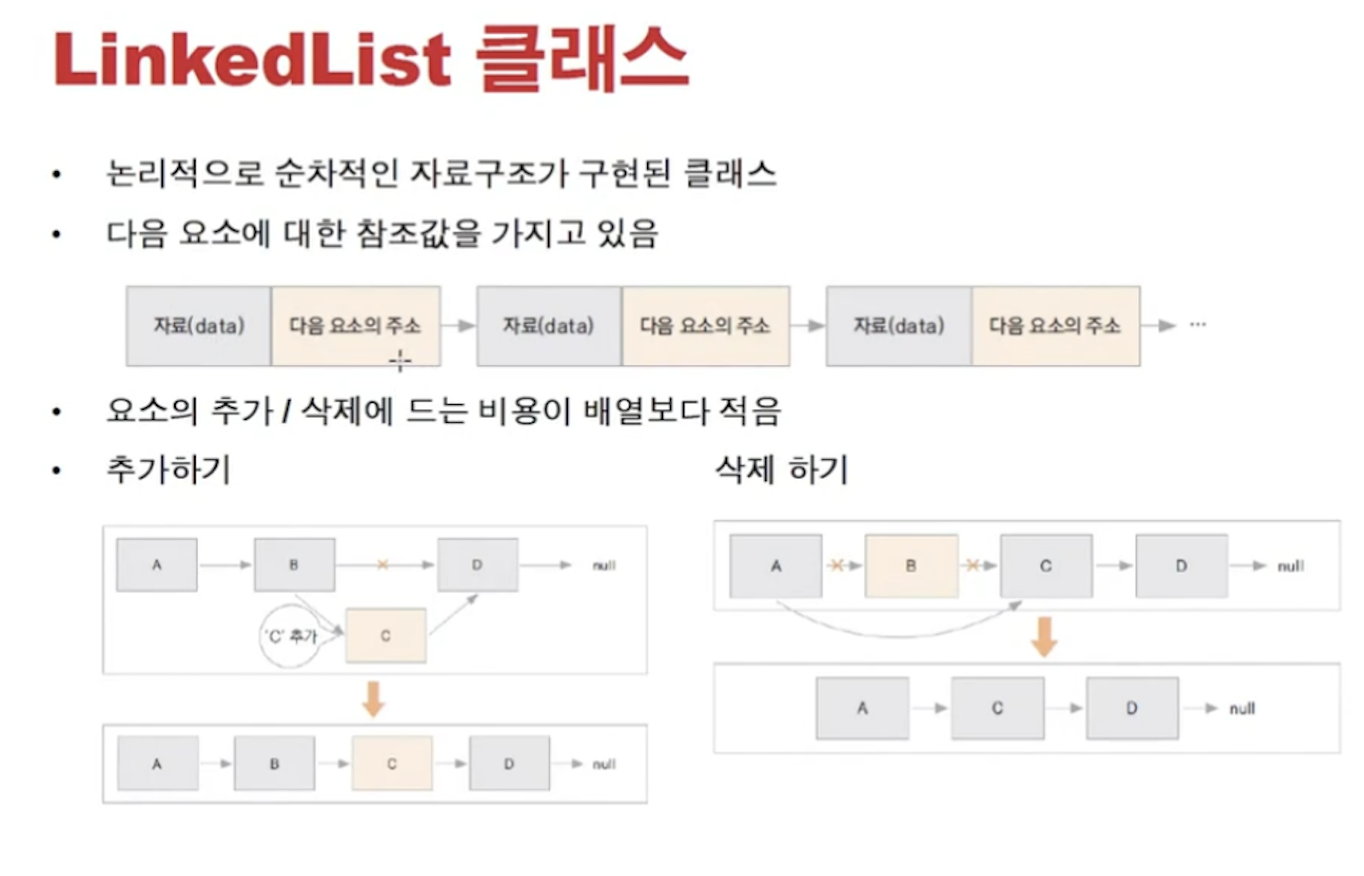 LinkedList 클래스
• 논리적으로 순차적인 자료구조가 구현된 클래스
• 다음 요소에 대한 참조값을 가지고 있음
자료(data) 다음 요소의 주소 자료(data) 다음 요소의 주소 자료(data) 다음 요소의 주소 ...
• 요소의 추가 / 삭제에 드는 비용이 배열보다 적음
• 추가하기
A B D null
'C' 추가 C
A B C D null
삭제 하기
A B C D null
A C D null